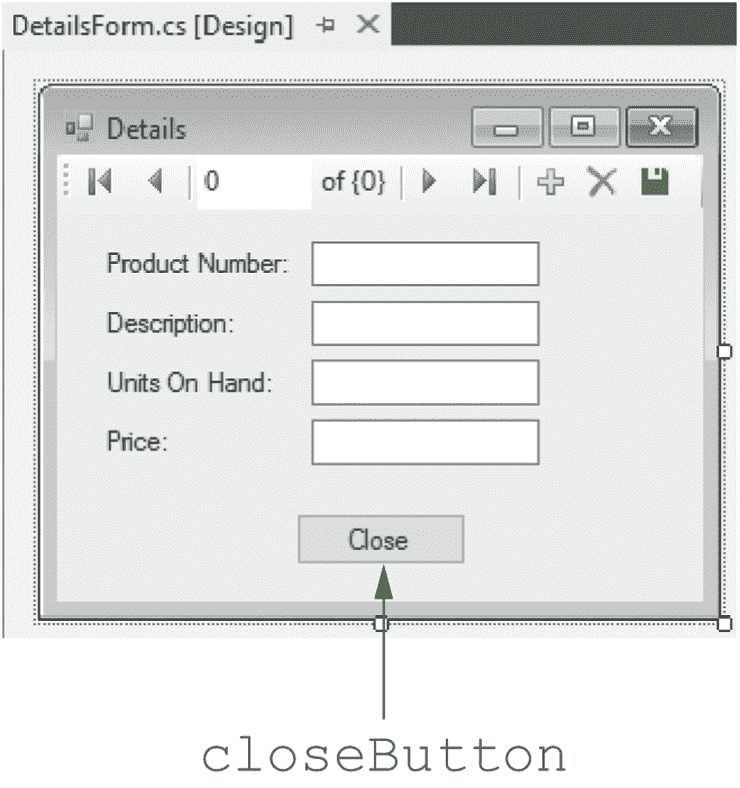 DetailsForm.cs [Design]
Details
0 of {0}
Product Number:
Description:
Units On Hand:
Price:
Close
closeButton